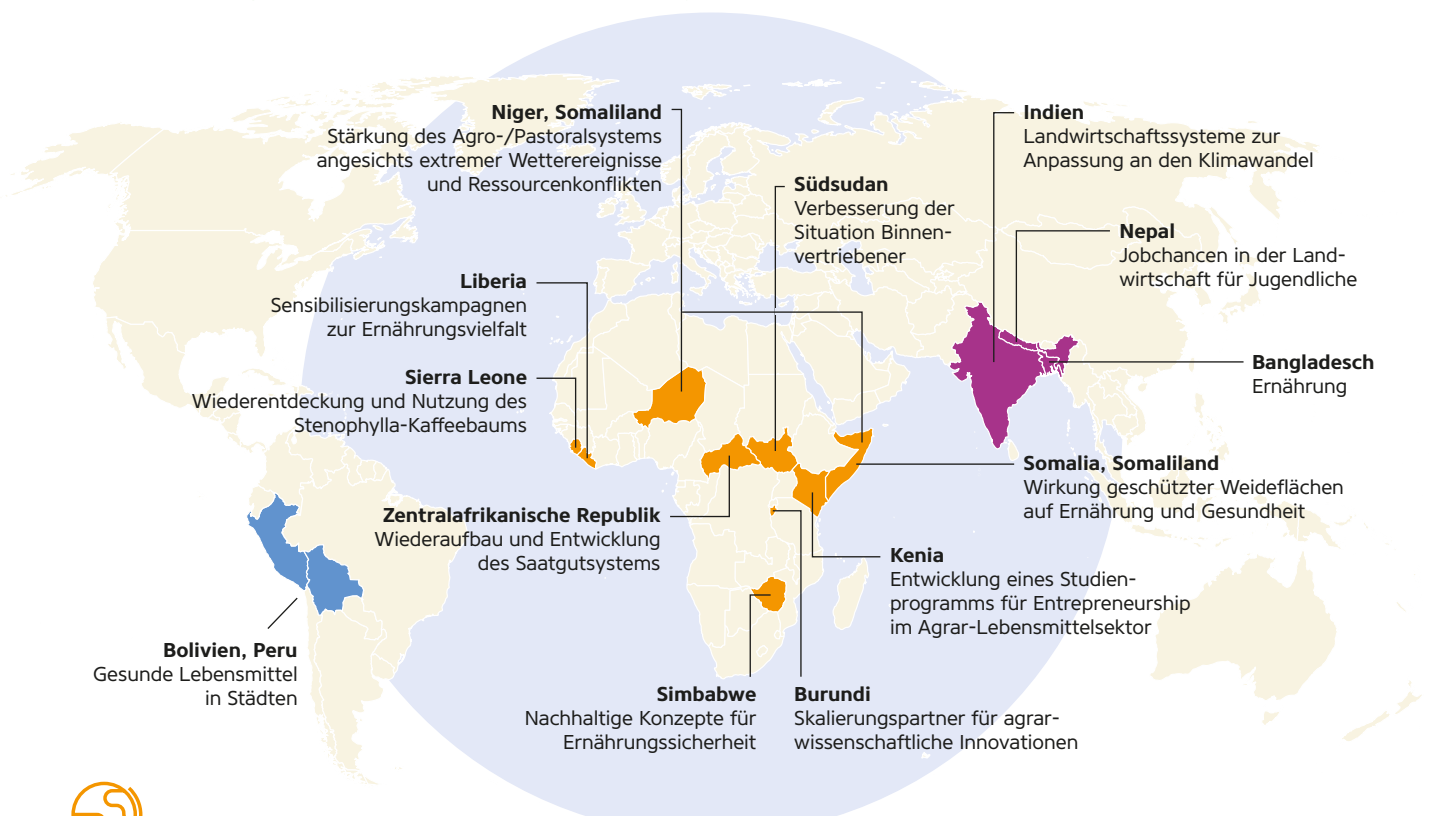 Niger, Somaliland
Stärkung des Agro-/Pastoralsystems
angesichts extremer Wetterereignisse
und Ressourcenkonflikten
Indien
Landwirtschaftssysteme zur
Anpassung an den Klimawandel
Südsudan
Verbesserung der
Situation Binnen-
vertriebener
Nepal
Jobchancen in der Land-
wirtschaft für Jugendliche
Liberia
Sensibilisierungskampagnen
zur Ernährungsvielfalt
Bangladesch
Ernährung
Sierra Leone
Wiederentdeckung und Nutzung des
Stenophylla-Kaffeebaums
Somalia, Somaliland
Wirkung geschützter Weideflächen
auf Ernährung und Gesundheit
Zentralafrikanische Republik
Wiederaufbau und Entwicklung
des Saatgutsystems
Kenia
Entwicklung eines Studien-
programms für Entrepreneurship
im Agrar-Lebensmittelsektor
Bolivien, Peru
Gesunde Lebensmittel
in Städten
Simbabwe
Nachhaltige Konzepte für
Ernährungssicherheit
Burundi
Skalierungspartner für agrar-
wissenschaftliche Innovationen